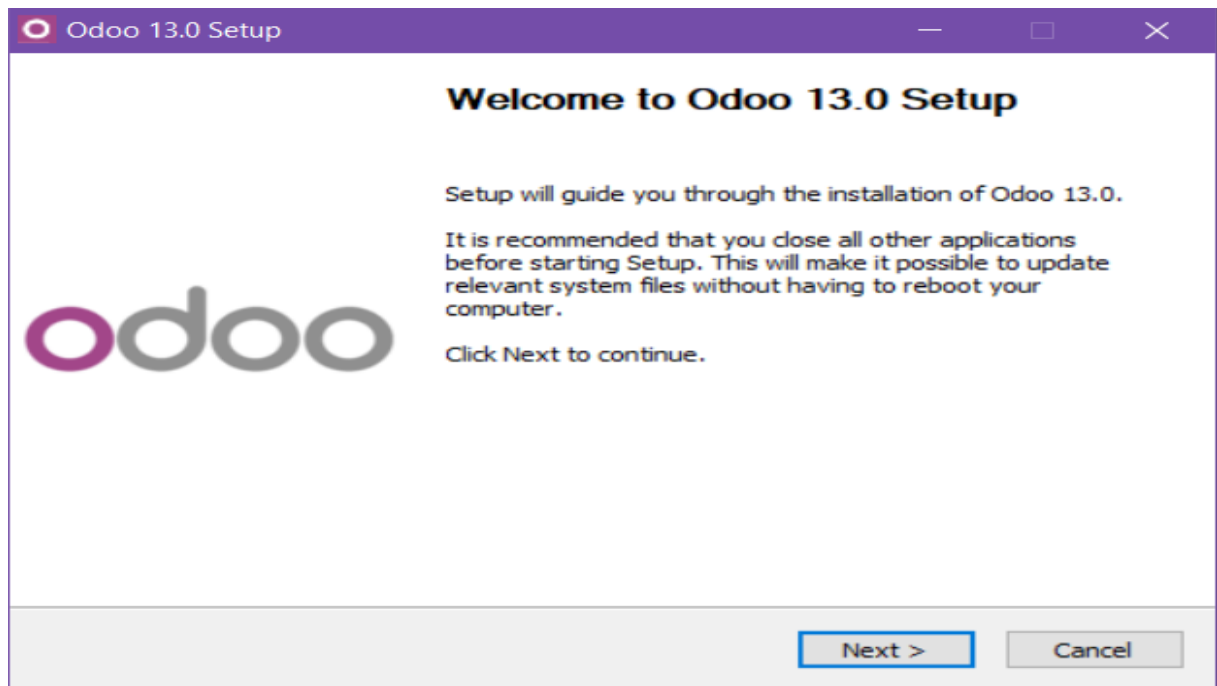 Odoo 13.0 Setup
Welcome to Odoo 13.0 Setup
Setup will guide you through the installation of Odoo 13.0.
It is recommended that you close all other applications
before starting Setup. This will make it possible to update
relevant system files without having to reboot your
computer.
odoo
Click Next to continue.
Next >
Cancel